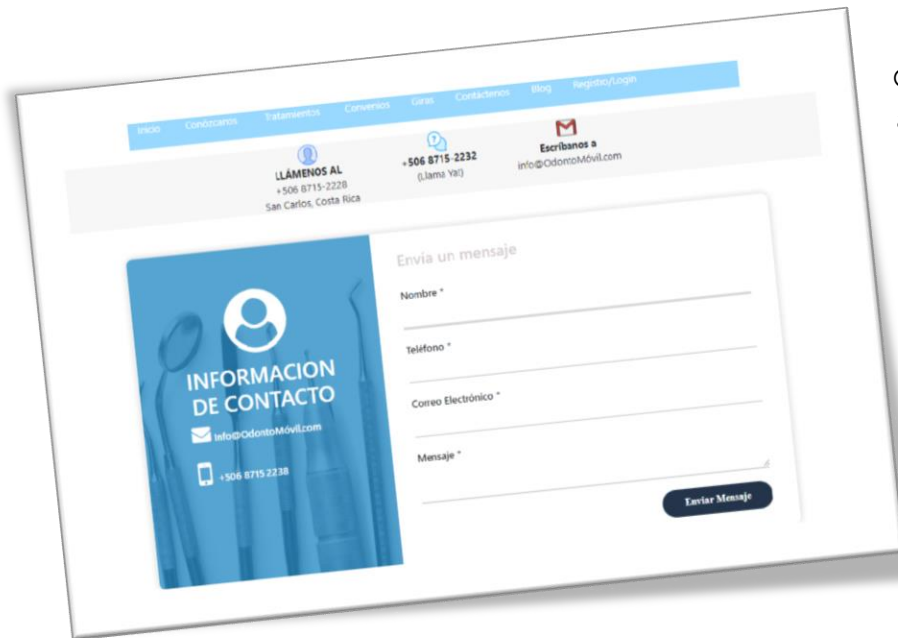 Inicio Conózcanos Tratamientos Convenios Giras Contáctenos Blog Registro/Login
LLÁMENOS AL
+506 8715-2228
San Carlos, Costa Rica
+506 8715-2232
(Llama Ya!)
Escríbanos a
info@OdontoMóvil.com
INFORMACION
DE CONTACTO
Info@OdontoMóvil.com
+506 8715 2238
Envía un mensaje
Nombre *
Teléfono *
Correo Electrónico *
Mensaje *
Enviar Mensaje